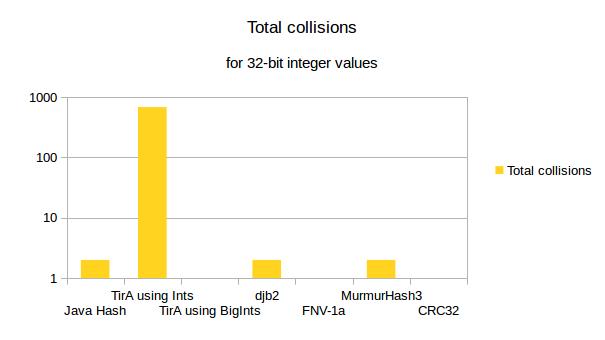 Total collisions
for 32-bit integer values
1000
100
10
1
Total collisions
TirA using Ints djb2 MurmurHash3
Java Hash TirA using BigInts FNV-1a CRC32